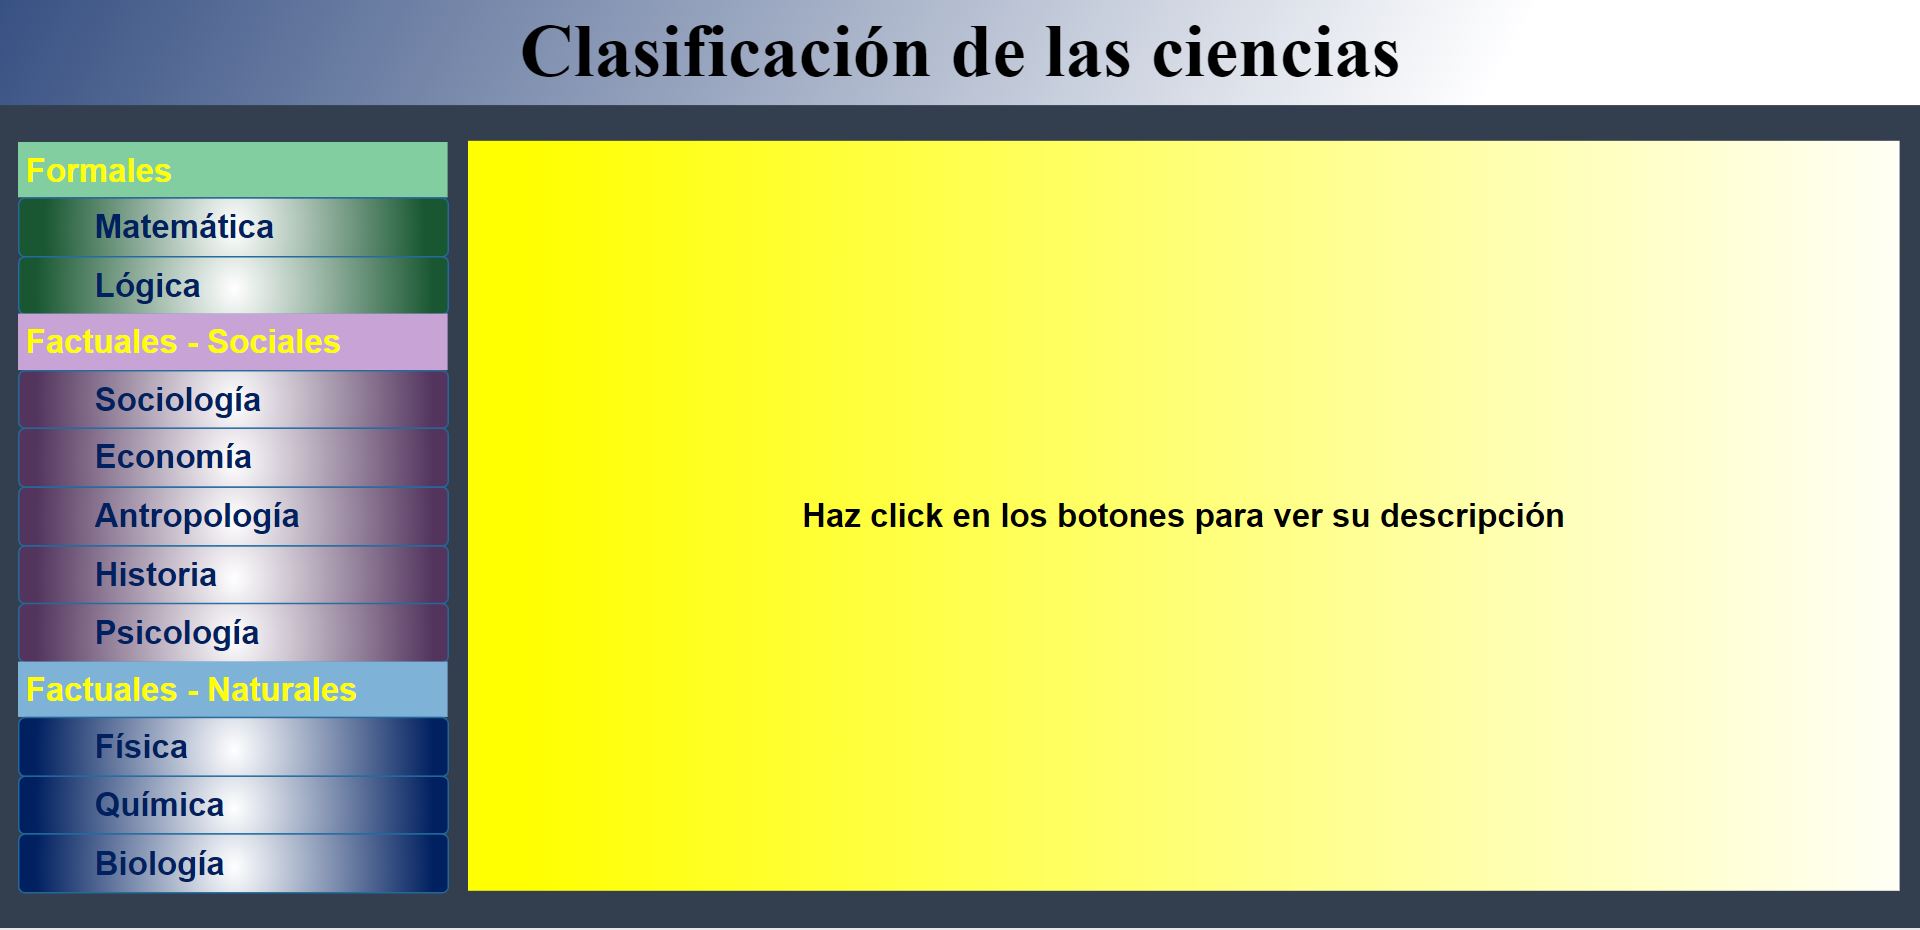 Clasificación de las ciencias
Formales
Matemática
Lógica
Factuales - Sociales
Sociología
Economía
Antropología
Historia
Psicología
Factuales - Naturales
Física
Química
Biología
Haz click en los botones para ver su descripción